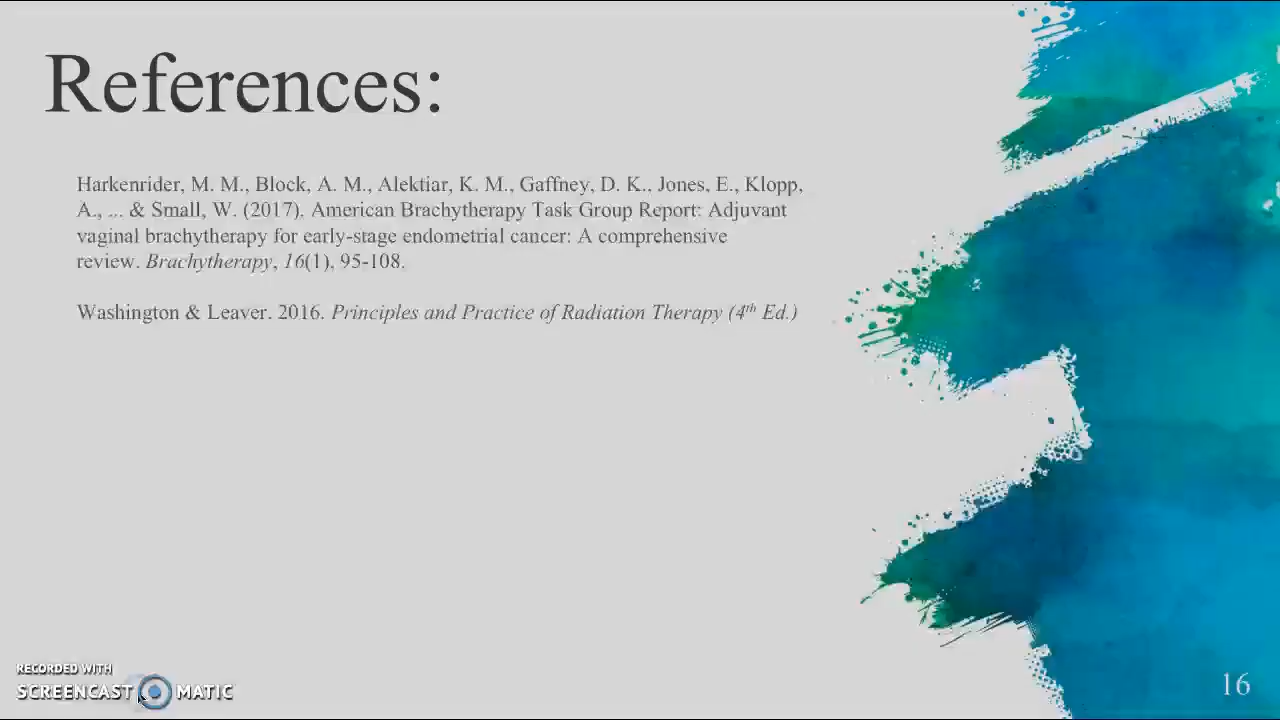 References:
Harkenrider, M. M., Block, A. M., Alektiar, K. M., Gaffney, D. K., Jones, E., Klopp,
A., ... & Small, W. (2017). American Brachytherapy Task Group Report: Adjuvant
vaginal brachytherapy for early-stage endometrial cancer: A comprehensive
review. Brachytherapy, 16(1), 95-108.
Washington & Leaver. 2016. Principles and Practice of Radiation Therapy (4th Ed.)
RECORDED WITH
SCREENCAST MATIC
16